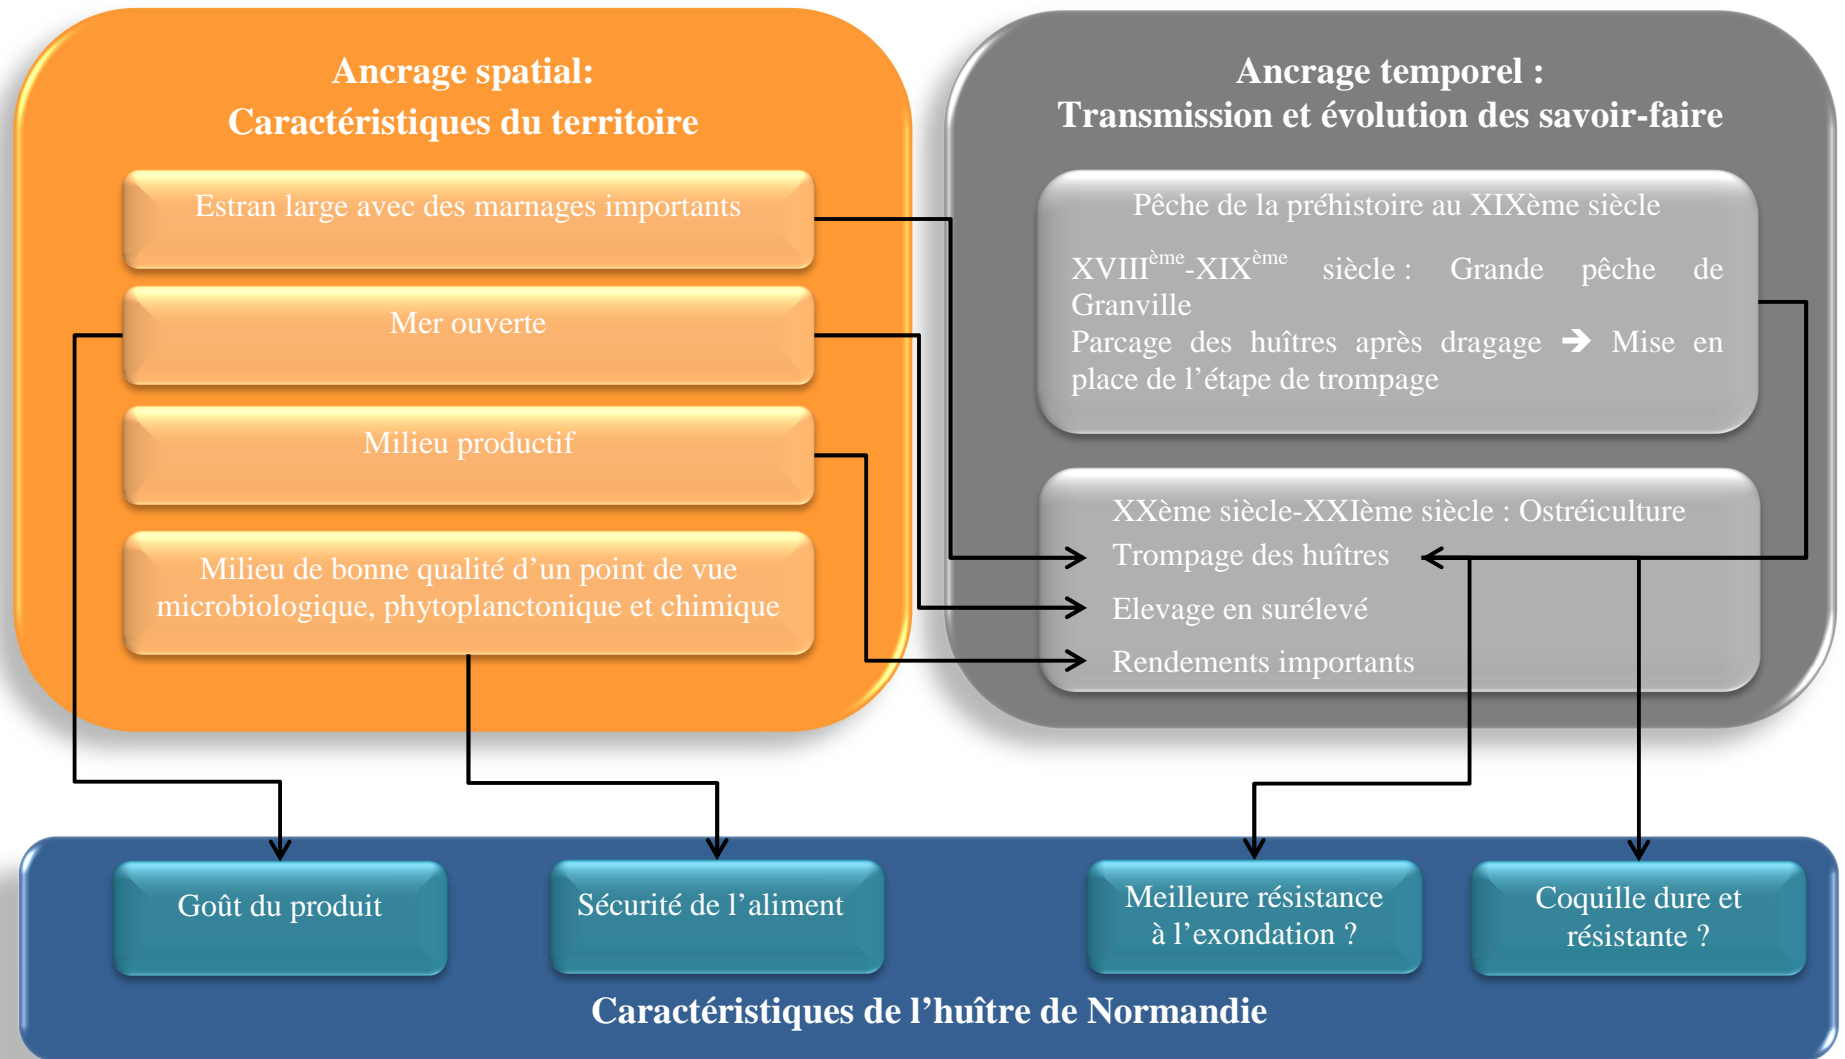 Ancrage spatial:
Caractéristiques du territoire
Estran large avec des marnages importants
Mer ouverte
Milieu productif
Milieu de bonne qualité d’un point de vue
microbiologique, phytoplanctonique et chimique
Ancrage temporel :
Transmission et évolution des savoir-faire
Pêche de la préhistoire au XIXème siècle
XVIIIème-XIXème siècle : Grande pêche de
Granville
Parcage des huîtres après dragage ➔ Mise en
place de l’étape de trompage
XXème siècle-XXIème siècle : Ostréiculture
Trompage des huîtres
Elevage en surélevé
Rendements importants
Goût du produit
Sécurité de l’aliment
Meilleure résistance
à l’exondation ?
Coquille dure et
résistante ?
Caractéristiques de l’huître de Normandie